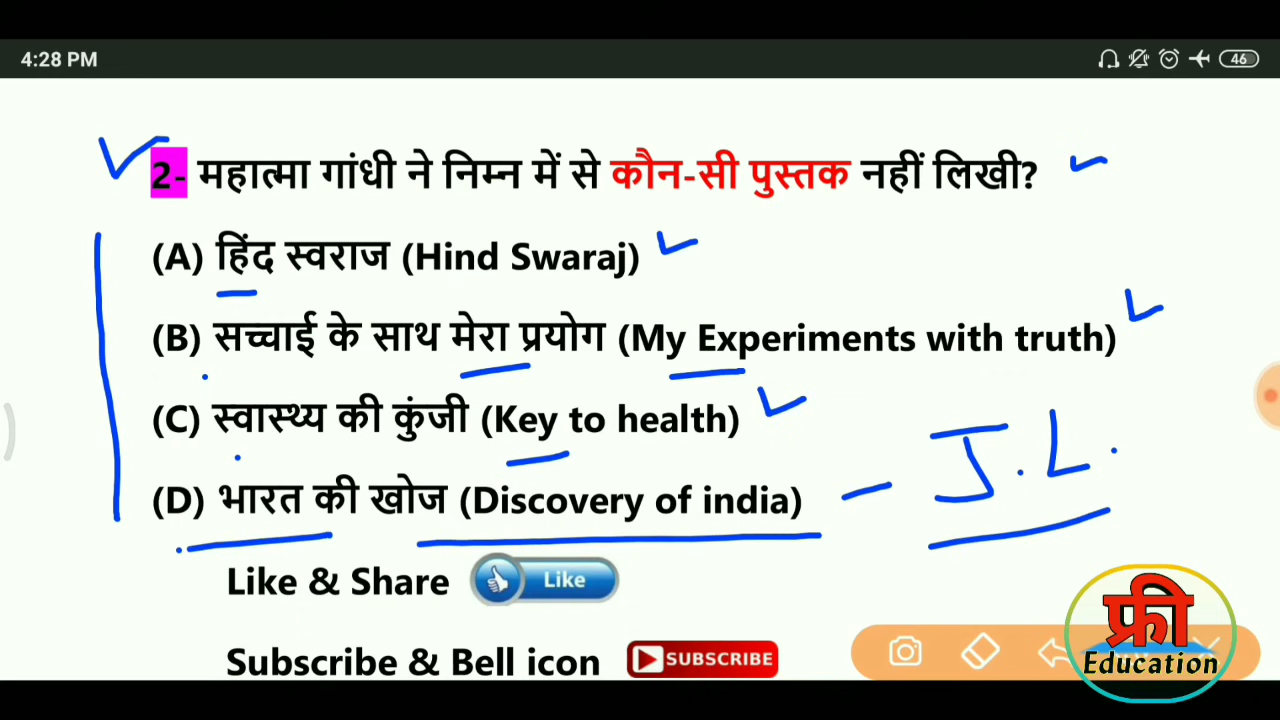 4:28 PM
46
2- महात्मा गांधी ने निम्न में से कौन-सी पुस्तक नहीं लिखी?
(A) हिंद स्वराज (Hind Swaraj)
(B) सच्चाई के साथ मेरा प्रयोग (My Experiments with truth)
(C) स्वास्थ्य की कुंजी (Key to health)
(D) भारत की खोज (Discovery of india) - J.L.
Like & Share Like
Subscribe & Bell icon SUBSCRIBE
फ्री
Education